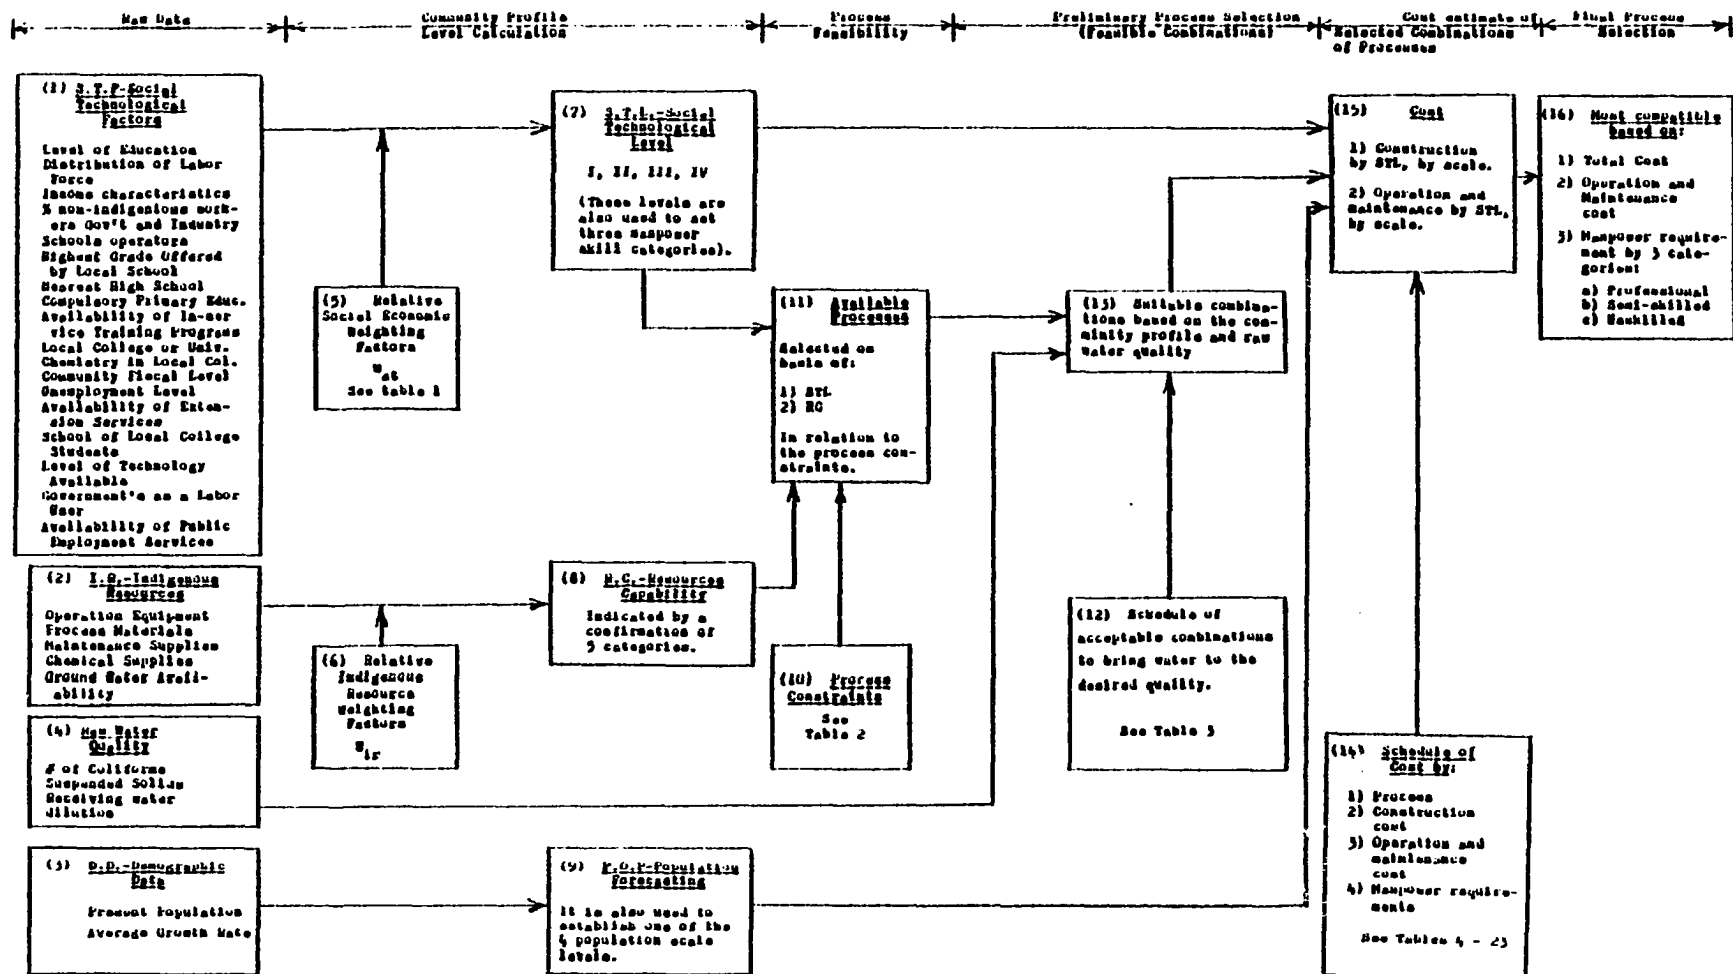 Raw Data
Community Profile
Level Calculation
Process
Feasibility
Preliminary Process Selection
(Feasible Combinations)
Cost estimate of
Selected Combinations
of Processes
Final Process
Selection
(1) S.T.F-Social
Technological
Factors
Level of Education
Distribution of Labor
Force
Income characteristics
% non-indigenious work-
ers Gov't and Industry
Schools operators
Highest Grade Offered
by Local School
Nearest High School
Compulsory Primary Educ.
Availability of In-ser
vice Training Programs
Local College or Univ.
Chemistry in Local Col.
Community Fiscal Level
Unemployment Level
Availability of Exten-
sion Services
School of Local College
Students
Level of Technology
Available
Government's as a Labor
User
Availability of Public
Employment Services
(2) I.R.-Indigenous
Resources
Operation Equipment
Process Materials
Maintenance Supplies
Chemical Supplies
Ground Water Avail-
ability
(4) Raw Water
Quality
# of Coliforms
Suspended Solids
Receiving water
dilution
(3) D.D.-Demographic
Data
Present Population
Average Growth Rate
(5) Relative
Social Economic
Weighting
Factors
W st
See table 1
(6) Relative
Indigenous
Resource
Weighting
Factors
W ir
(7) S.T.L.-Social
Technological
Level
I, II, III, IV
(These levels are
also used to set
three manpower
skill categories).
(8) R.C.-Resources
Capability
Indicated by a
confirmation of
5 categories.
(9) P.O.P-Population
Forecasting
It is also used to
establish one of the
4 population scale
levels.
(11) Available
Processes
Selected on
basis of:
1) STL
2) RC
In relation to
the process con-
straints.
(10) Process
Constraints
See
Table 2
(13) Suitable combina-
tions based on the com-
minity profile and raw
water quality
(12) Schedule of
acceptable combinations
to bring water to the
desired quality.
See Table 3
(15) Cost
1) Construction
by STL, by scale.
2) Operation and
maintenance by STL,
by scale.
(14) Schedule of
Cost by:
1) Process
2) Construction
cost
3) Operation and
maintenance
cost
4) Manpower require-
ments
See Tables 4 - 23
(16) Most compatible
based on:
1) Total Cost
2) Operation and
Maintenance
cost
3) Manpower require-
ment by 3 cate-
gories:
a) Professional
b) Semi-skilled
c) Unskilled